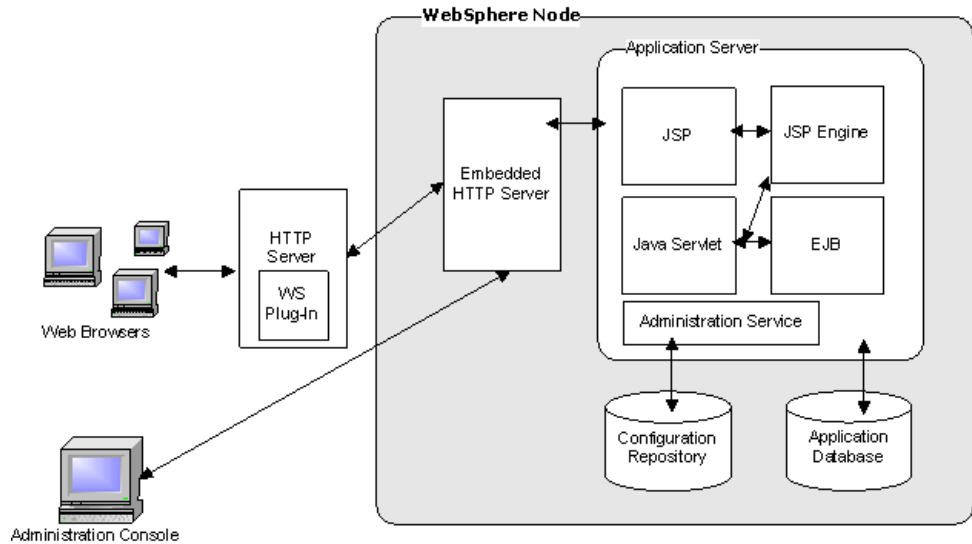 WebSphere Node
Application Server
JSP
JSP Engine
Embedded
HTTP Server
HTTP
Server
WS
Plug-In
Java Servlet
EJB
Web Browsers
Administration Service
Configuration
Repository
Application
Database
Administration Console